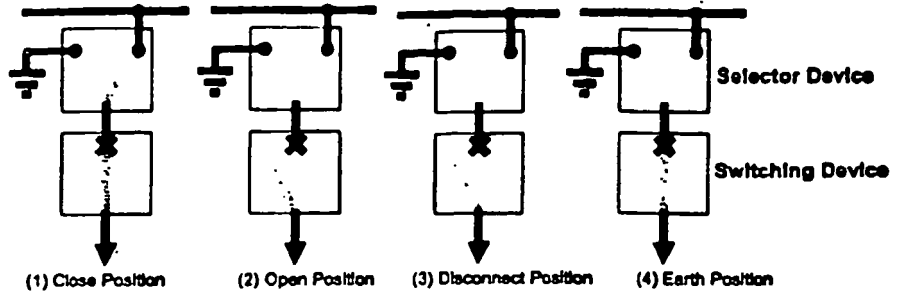 Selector Device
Switching Device
(1) Close Position
(2) Open Position
(3) Disconnect Position
(4) Earth Position